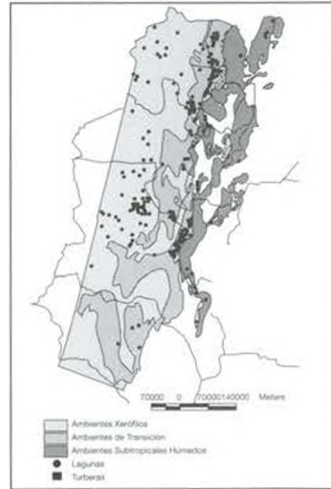 70000 0 70000140000 Meters
Ambientes Xerófilos
Ambientes de Transición
Ambientes Subtropicales Húmedos
Lagunas
Turberas